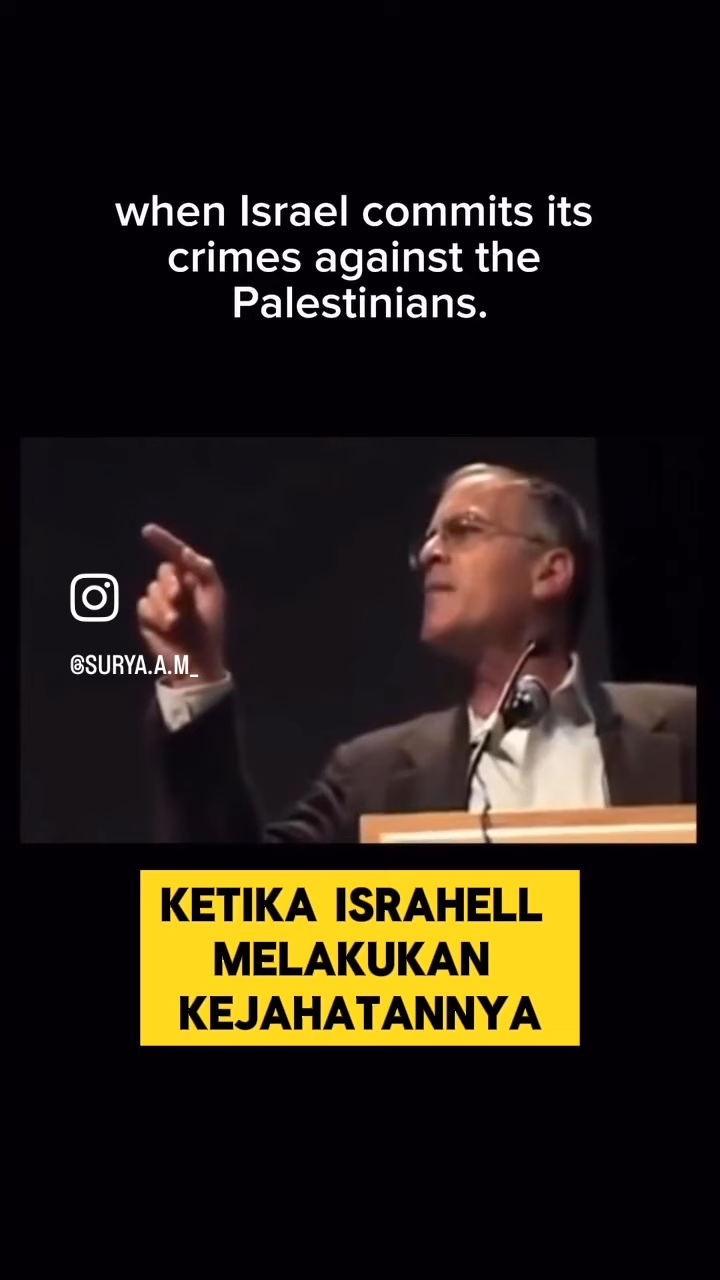 when Israel commits its
crimes against the
Palestinians.
@SURYA.A.M_
KETIKA ISRAHELL
MELAKUKAN
KEJAHATANNYA